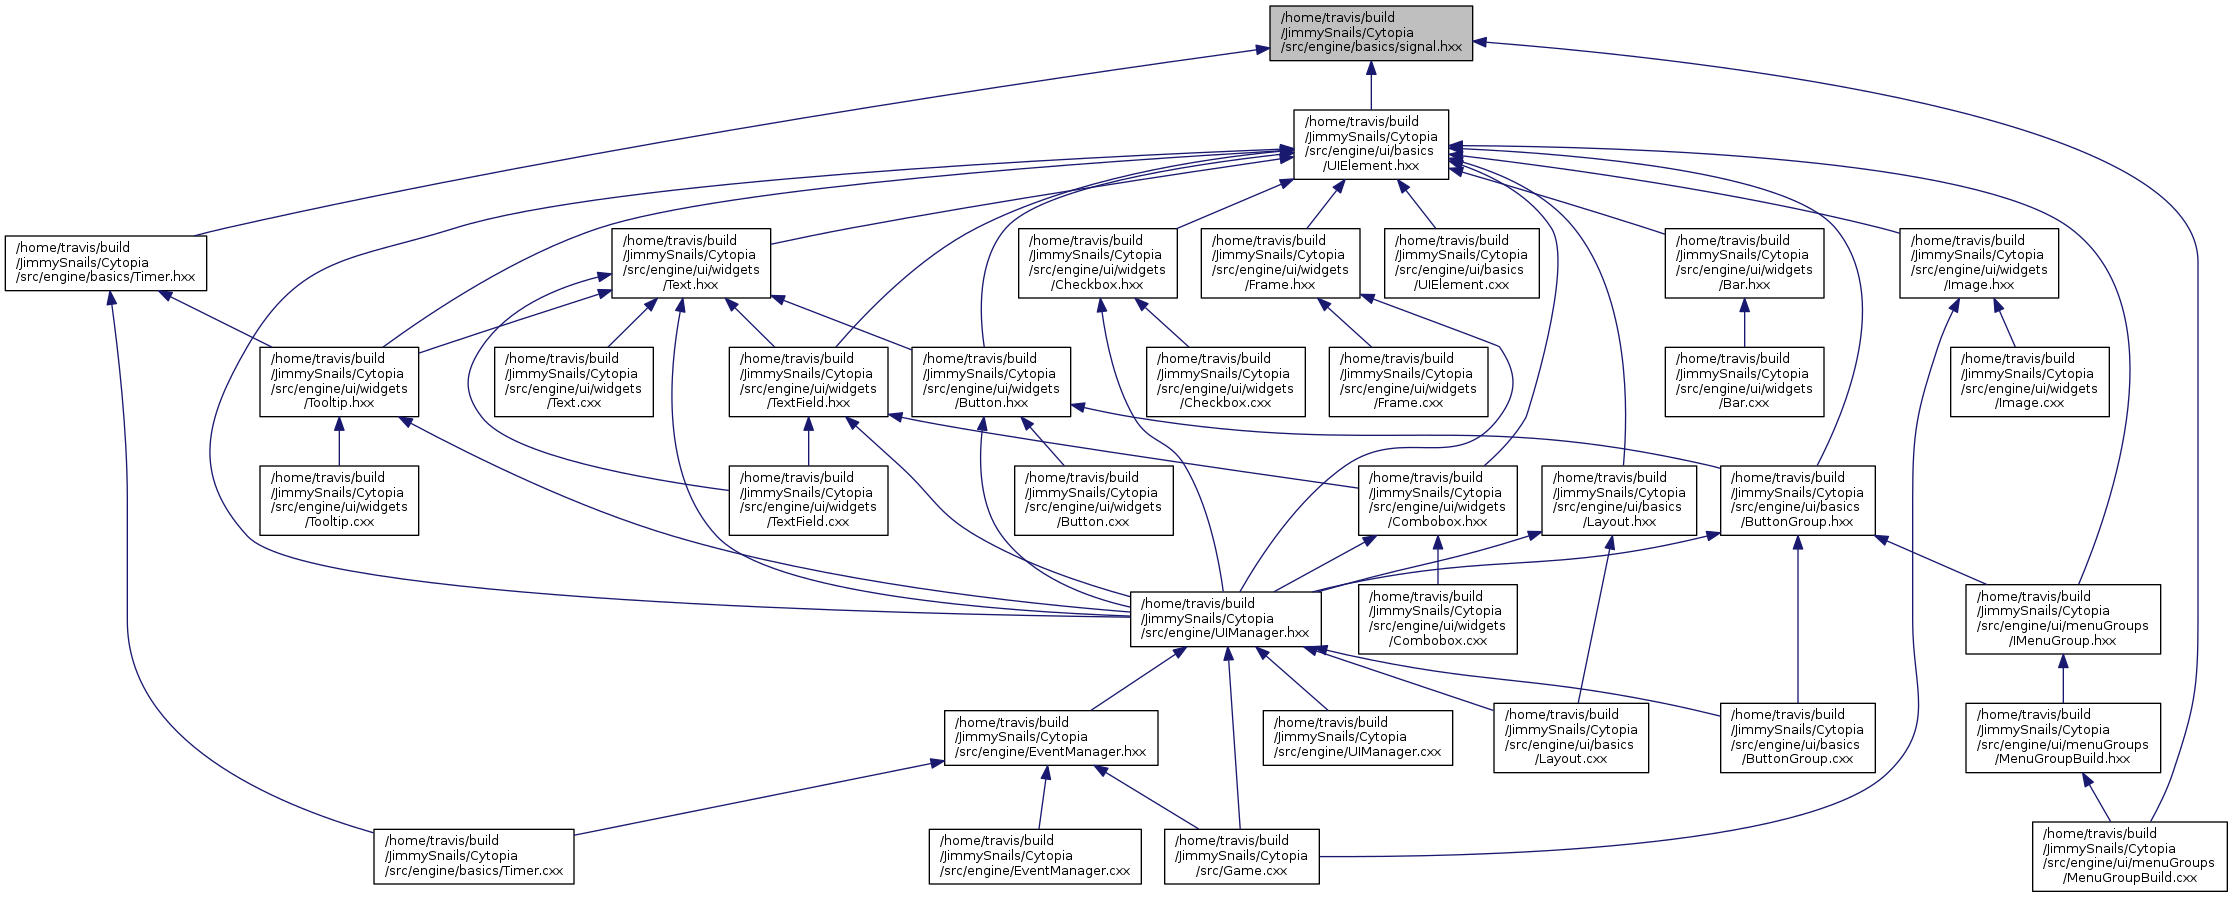 /home/travis/build
/JimmySnails/Cytopia
/src/engine/basics/signal.hxx
/home/travis/build
/JimmySnails/Cytopia
/src/engine/ui/basics
/UIElement.hxx
/home/travis/build
/JimmySnails/Cytopia
/src/engine/basics/Timer.hxx
/home/travis/build
/JimmySnails/Cytopia
/src/engine/ui/widgets
/Text.hxx
/home/travis/build
/JimmySnails/Cytopia
/src/engine/ui/widgets
/Checkbox.hxx
/home/travis/build
/JimmySnails/Cytopia
/src/engine/ui/widgets
/Frame.hxx
/home/travis/build
/JimmySnails/Cytopia
/src/engine/ui/basics
/UIElement.cxx
/home/travis/build
/JimmySnails/Cytopia
/src/engine/ui/widgets
/Bar.hxx
/home/travis/build
/JimmySnails/Cytopia
/src/engine/ui/widgets
/Image.hxx
/home/travis/build
/JimmySnails/Cytopia
/src/engine/ui/widgets
/Tooltip.hxx
/home/travis/build
/JimmySnails/Cytopia
/src/engine/ui/widgets
/Text.cxx
/home/travis/build
/JimmySnails/Cytopia
/src/engine/ui/widgets
/TextField.hxx
/home/travis/build
/JimmySnails/Cytopia
/src/engine/ui/widgets
/Button.hxx
/home/travis/build
/JimmySnails/Cytopia
/src/engine/ui/widgets
/Checkbox.cxx
/home/travis/build
/JimmySnails/Cytopia
/src/engine/ui/widgets
/Frame.cxx
/home/travis/build
/JimmySnails/Cytopia
/src/engine/ui/widgets
/Bar.cxx
/home/travis/build
/JimmySnails/Cytopia
/src/engine/ui/widgets
/Image.cxx
/home/travis/build
/JimmySnails/Cytopia
/src/engine/ui/widgets
/Tooltip.cxx
/home/travis/build
/JimmySnails/Cytopia
/src/engine/ui/widgets
/TextField.cxx
/home/travis/build
/JimmySnails/Cytopia
/src/engine/ui/widgets
/Button.cxx
/home/travis/build
/JimmySnails/Cytopia
/src/engine/ui/widgets
/Combobox.hxx
/home/travis/build
/JimmySnails/Cytopia
/src/engine/ui/basics
/Layout.hxx
/home/travis/build
/JimmySnails/Cytopia
/src/engine/ui/basics
/ButtonGroup.hxx
/home/travis/build
/JimmySnails/Cytopia
/src/engine/UIManager.hxx
/home/travis/build
/JimmySnails/Cytopia
/src/engine/ui/widgets
/Combobox.cxx
/home/travis/build
/JimmySnails/Cytopia
/src/engine/ui/menuGroups
/IMenuGroup.hxx
/home/travis/build
/JimmySnails/Cytopia
/src/engine/EventManager.hxx
/home/travis/build
/JimmySnails/Cytopia
/src/engine/UIManager.cxx
/home/travis/build
/JimmySnails/Cytopia
/src/engine/ui/basics
/Layout.cxx
/home/travis/build
/JimmySnails/Cytopia
/src/engine/ui/basics
/ButtonGroup.cxx
/home/travis/build
/JimmySnails/Cytopia
/src/engine/ui/menuGroups
/MenuGroupBuild.hxx
/home/travis/build
/JimmySnails/Cytopia
/src/engine/basics/Timer.cxx
/home/travis/build
/JimmySnails/Cytopia
/src/engine/EventManager.cxx
/home/travis/build
/JimmySnails/Cytopia
/src/Game.cxx
/home/travis/build
/JimmySnails/Cytopia
/src/engine/ui/menuGroups
/MenuGroupBuild.cxx